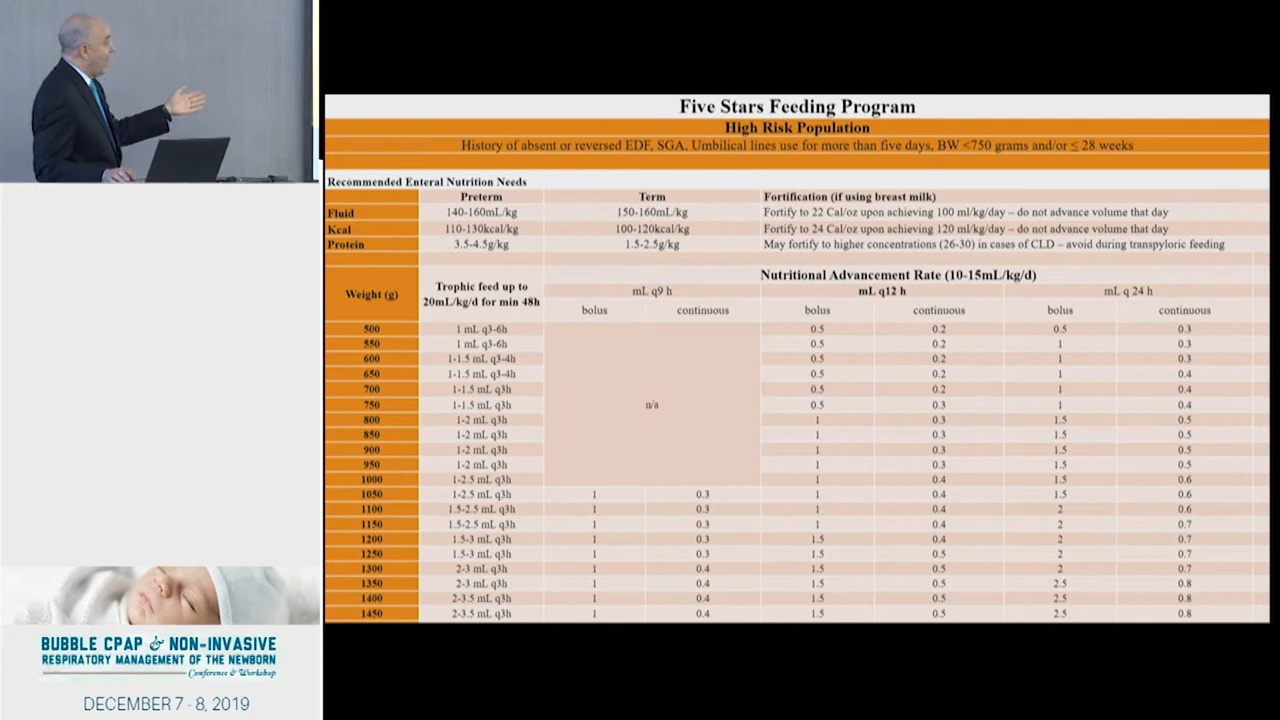 Five Stars Feeding Program
High Risk Population
History of absent or reversed EDF, SGA, Umbilical lines use for more than five days, BW <750 grams and/or ≤ 28 weeks
Recommended Enteral Nutrition Needs
Preterm Term Fortification (if using breast milk)
Fluid 140-160mL/kg 150-160mL/kg Fortify to 22 Cal/oz upon achieving 100 ml/kg/day – do not advance volume that day
Kcal 110-130kcal/kg 100-120kcal/kg Fortify to 24 Cal/oz upon achieving 120 ml/kg/day – do not advance volume that day
Protein 3.5-4.5g/kg 1.5-2.5g/kg May fortify to higher concentrations (26-30) in cases of CLD – avoid during transpyloric feeding
Weight (g) Trophic feed up to 20mL/kg/d for min 48h Nutritional Advancement Rate (10-15mL/kg/d)
mL q9 h mL q12 h mL q 24 h
bolus continuous bolus continuous bolus continuous
500 1 mL q3-6h 0.5 0.2 0.5 0.3
550 1 mL q3-6h 0.5 0.2 1 0.3
600 1-1.5 mL q3-4h 0.5 0.2 1 0.3
650 1-1.5 mL q3-4h 0.5 0.2 1 0.4
700 1-1.5 mL q3h 0.5 0.2 1 0.4
750 1-1.5 mL q3h n/a 0.5 0.3 1 0.4
800 1-2 mL q3h 1 0.3 1.5 0.5
850 1-2 mL q3h 1 0.3 1.5 0.5
900 1-2 mL q3h 1 0.3 1.5 0.5
950 1-2 mL q3h 1 0.3 1.5 0.5
1000 1-2.5 mL q3h 1 0.4 1.5 0.6
1050 1-2.5 mL q3h 1 0.3 1 0.4 1.5 0.6
1100 1.5-2.5 mL q3h 1 0.3 1 0.4 2 0.6
1150 1.5-2.5 mL q3h 1 0.3 1 0.4 2 0.7
1200 1.5-3 mL q3h 1 0.3 1.5 0.4 2 0.7
1250 1.5-3 mL q3h 1 0.3 1.5 0.5 2 0.7
1300 2-3 mL q3h 1 0.4 1.5 0.5 2 0.7
1350 2-3 mL q3h 1 0.4 1.5 0.5 2.5 0.8
1400 2-3.5 mL q3h 1 0.4 1.5 0.5 2.5 0.8
1450 2-3.5 mL q3h 1 0.4 1.5 0.5 2.5 0.8
BUBBLE CPAP & NON-INVASIVE
RESPIRATORY MANAGEMENT OF THE NEWBORN
Conference & Workshop
DECEMBER 7 - 8, 2019